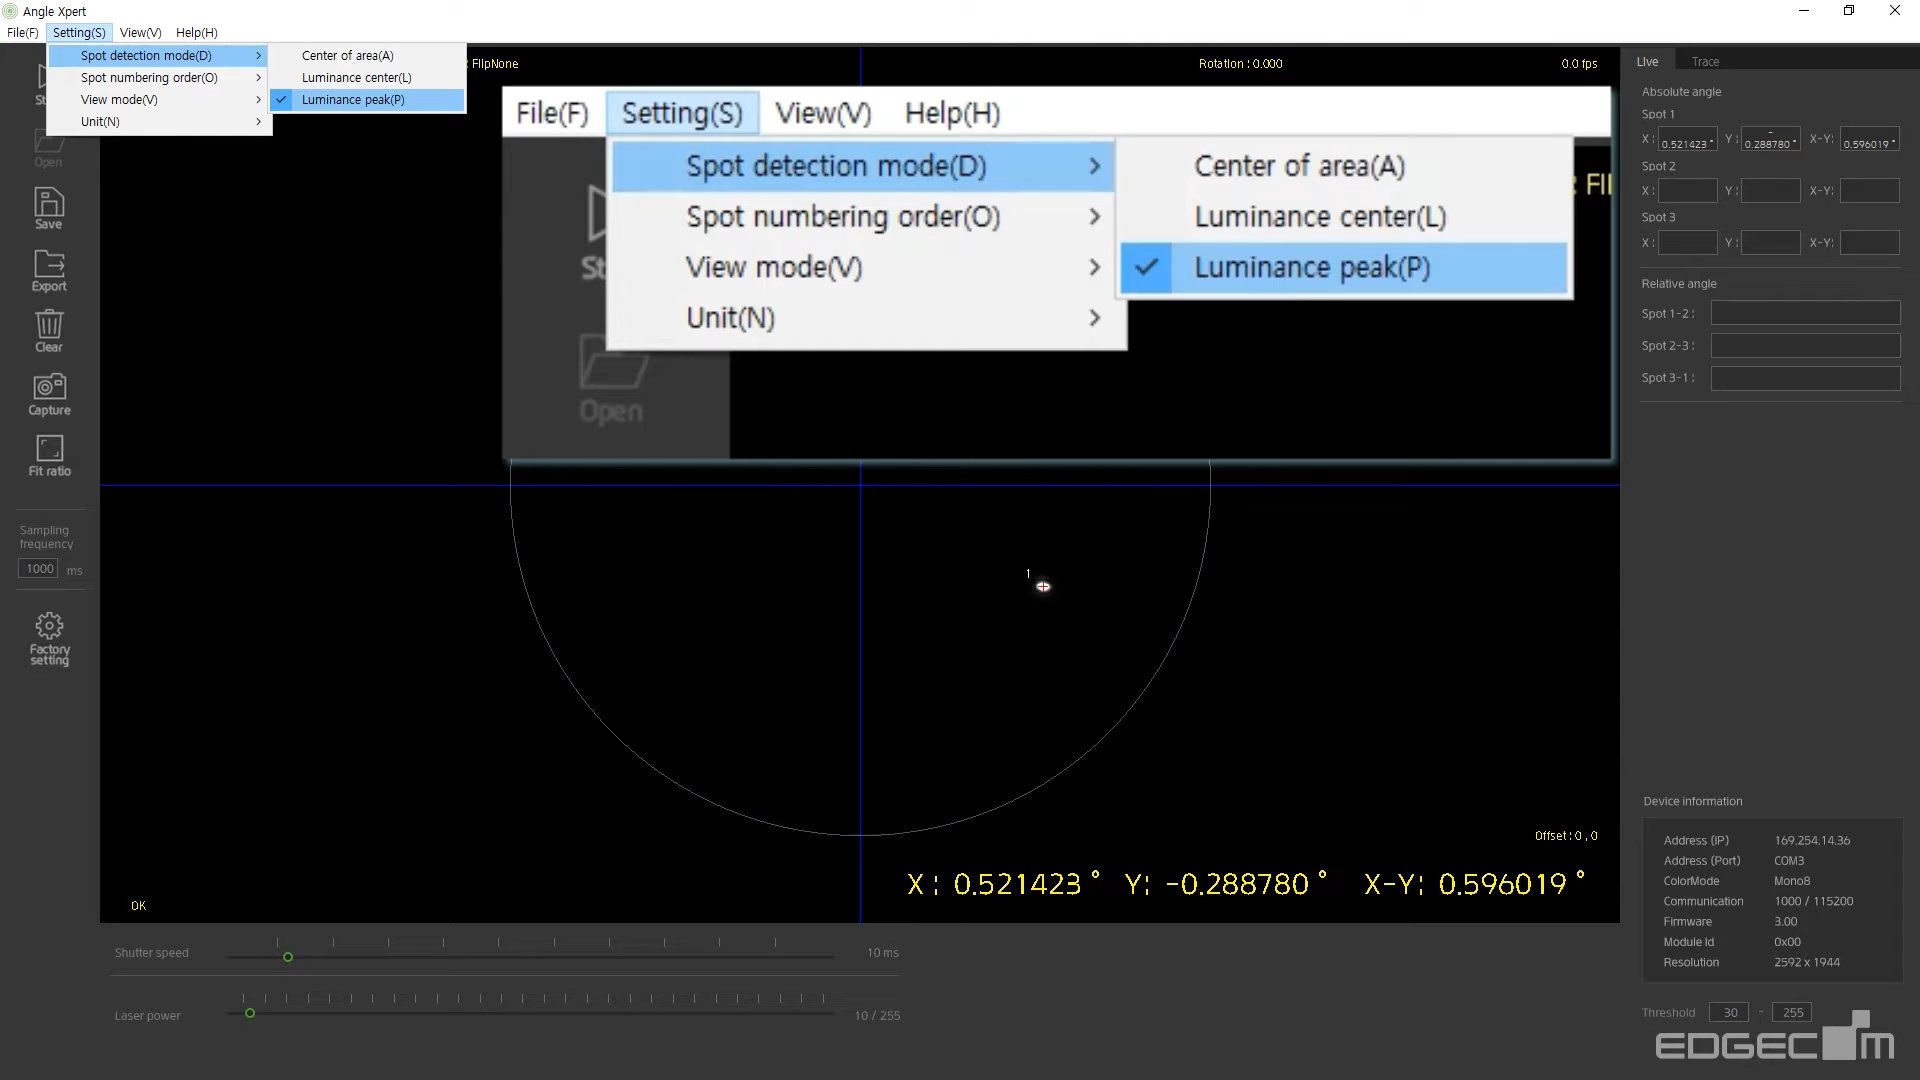 Angle Xpert
File(F) Setting(S) View(V) Help(H)
Spot detection mode(D)
Spot numbering order(O)
View mode(V)
Unit(N)
Center of area(A)
Luminance center(L)
Luminance peak(P)
: FlipNone
Rotation : 0.000
0.0 fps
File(F) Setting(S) View(V) Help(H)
Spot detection mode(D)
Spot numbering order(O)
View mode(V)
Unit(N)
Center of area(A)
Luminance center(L)
Luminance peak(P)
: Fli
St
Open
St
Open
Save
Export
Clear
Capture
Fit ratio
Sampling
frequency
1000 ms
Factory
setting
1
Offset : 0 , 0
X : 0.521423 ° Y: -0.288780 ° X-Y: 0.596019 °
OK
Shutter speed 10 ms
Laser power 10 / 255
Live Trace
Absolute angle
Spot 1
X : 0.521423 ° Y : -0.288780 ° X-Y: 0.596019 °
Spot 2
X : Y : X-Y:
Spot 3
X : Y : X-Y:
Relative angle
Spot 1-2 :
Spot 2-3 :
Spot 3-1 :
Device information
Address (IP) 169.254.14.36
Address (Port) COM3
ColorMode Mono8
Communication 1000 / 115200
Firmware 3.00
Module Id 0x00
Resolution 2592 x 1944
Threshold 30 - 255
EDGECOM